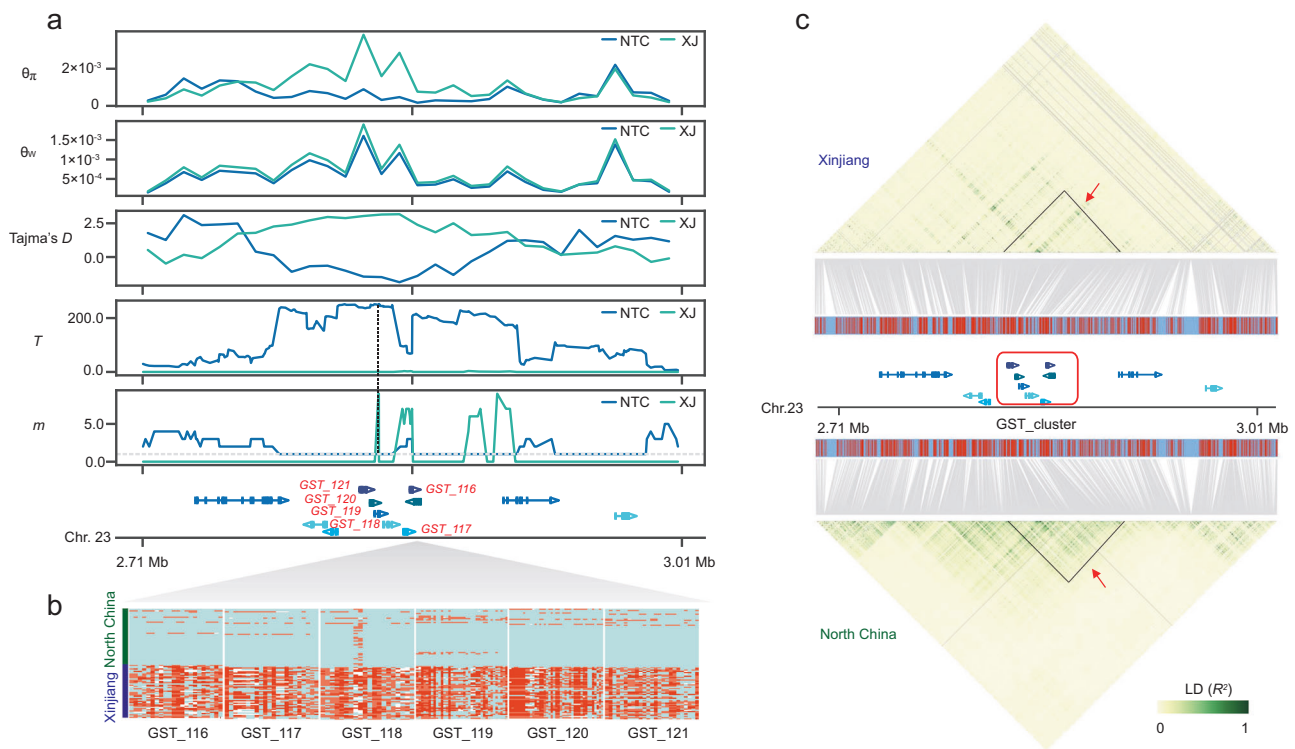 a
NTC XJ
θπ
2×10⁻³
0
NTC XJ
θw
1.5×10⁻³
1×10⁻³
5×10⁻⁴
NTC XJ
Tajma's D
2.5
0.0
NTC XJ
T
200.0
0.0
NTC XJ
m
5.0
0.0
GST_121
GST_120
GST_119
GST_118
GST_116
GST_117
Chr. 23
2.71 Mb
3.01 Mb
b
North China
Xinjiang
GST_116 GST_117 GST_118 GST_119 GST_120 GST_121
c
Xinjiang
Chr.23
2.71 Mb
GST_cluster
3.01 Mb
North China
LD (R²)
0 1